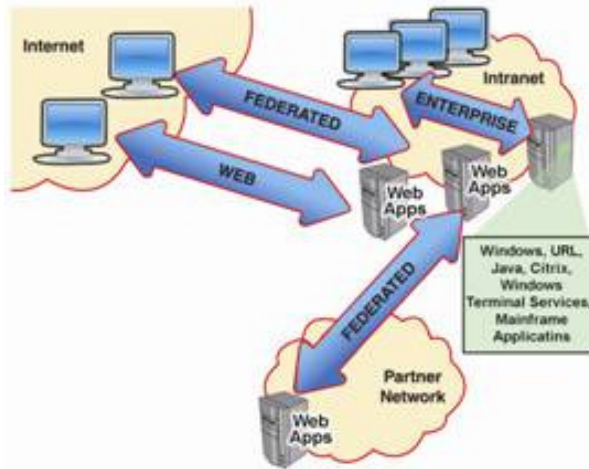 Internet
Intranet
FEDERATED
ENTERPRISE
WEB
Web
Apps
Web
Apps
Windows, URL,
Java, Citrix,
Windows
Terminal Services,
Mainframe
Applicatins
FEDERATED
Partner
Network
Web
Apps